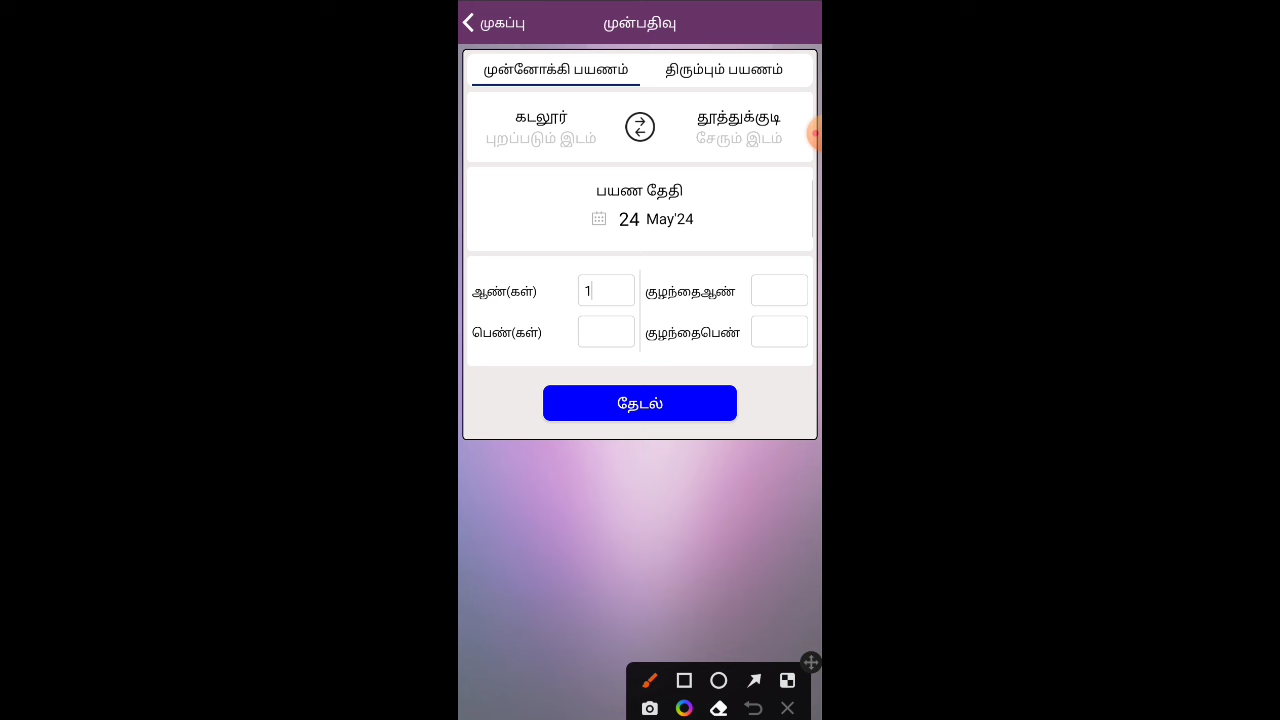 முகப்பு முன்பதிவு
முன்னோக்கி பயணம் திரும்பும் பயணம்
கடலூர் தூத்துக்குடி
புறப்படும் இடம் சேரும் இடம்
பயண தேதி
24 May'24
ஆண்(கள்) 1 குழந்தைஆண்
பெண்(கள்) குழந்தைபெண்
தேடல்